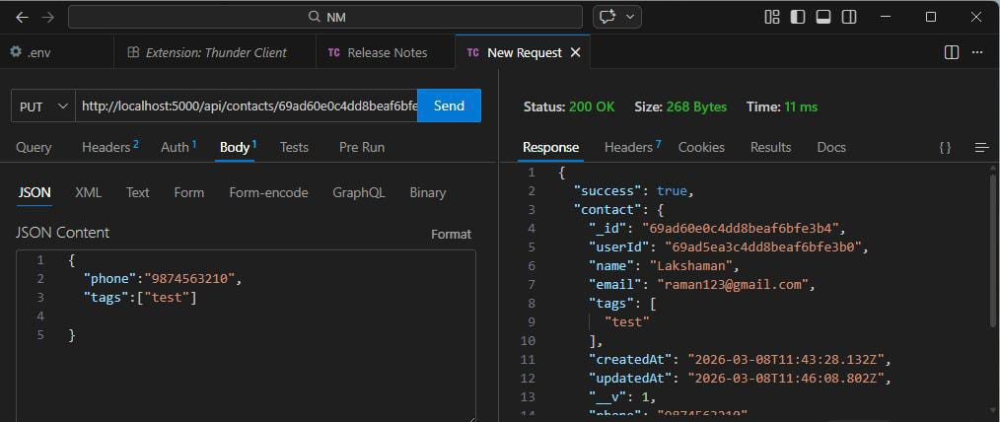 NM
.env
Extension: Thunder Client
TC Release Notes
TC New Request
PUT http://localhost:5000/api/contacts/69ad60e0c4dd8beaf6bfe Send
Status: 200 OK Size: 268 Bytes Time: 11 ms
Query Headers 2 Auth 1 Body 1 Tests Pre Run
Response Headers 7 Cookies Results Docs { }
JSON XML Text Form Form-encode GraphQL Binary
JSON Content Format
1 {
2 "phone":"9874563210",
3 "tags":["test"]
4
5 }
1 {
2 "success": true,
3 "contact": {
4 "_id": "69ad60e0c4dd8beaf6bfe3b4",
5 "userId": "69ad5ea3c4dd8beaf6bfe3b0",
6 "name": "Lakshaman",
7 "email": "raman123@gmail.com",
8 "tags": [
9 "test"
10 ],
11 "createdAt": "2026-03-08T11:43:28.132Z",
12 "updatedAt": "2026-03-08T11:46:08.802Z",
13 "__v": 1,
14 "phone": "9874563210"